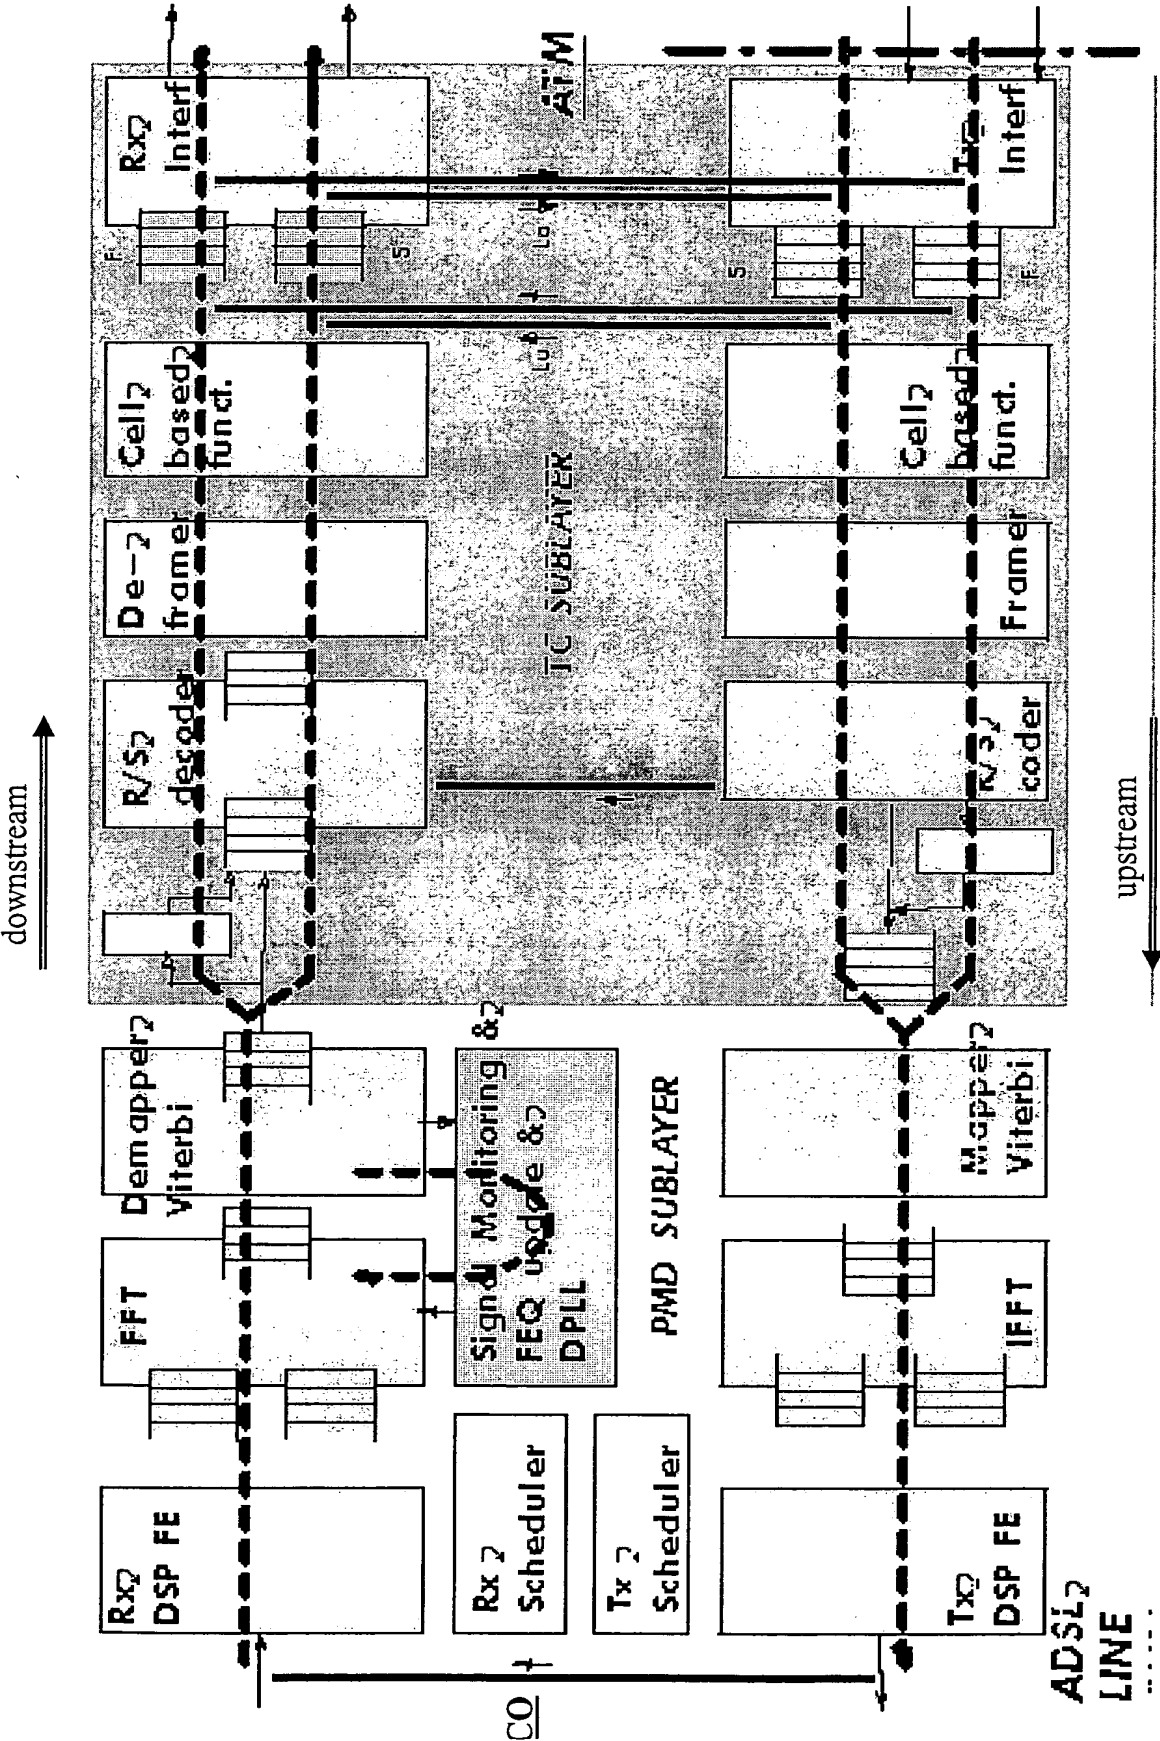 downstream
Rx
DSP FE
FFT
Demapper
Viterbi
R/S
decoder
De-
framer
Cell
based
funct.
Rx
Interf
F
S
CO
Rx
Scheduler
Tx
Scheduler
Signal Monitoring &
FEQ update &
DPLL
PMD SUBLAYER
TC SUBLAYER
ATM
Tx
DSP FE
IFFT
Mapper
Viterbi
R/S
coder
Framer
Cell
based
funct.
S
F
Tx
Interf
ADSL
LINE
upstream